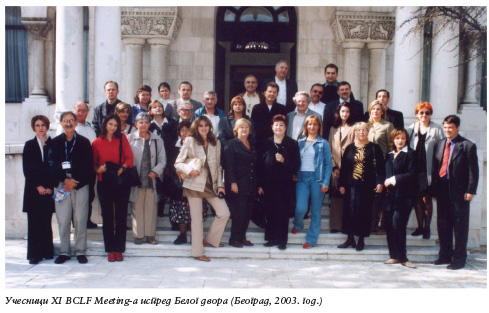 Учесници XI BCLF Meeting-а испред Белог двора (Београд, 2003. год.)